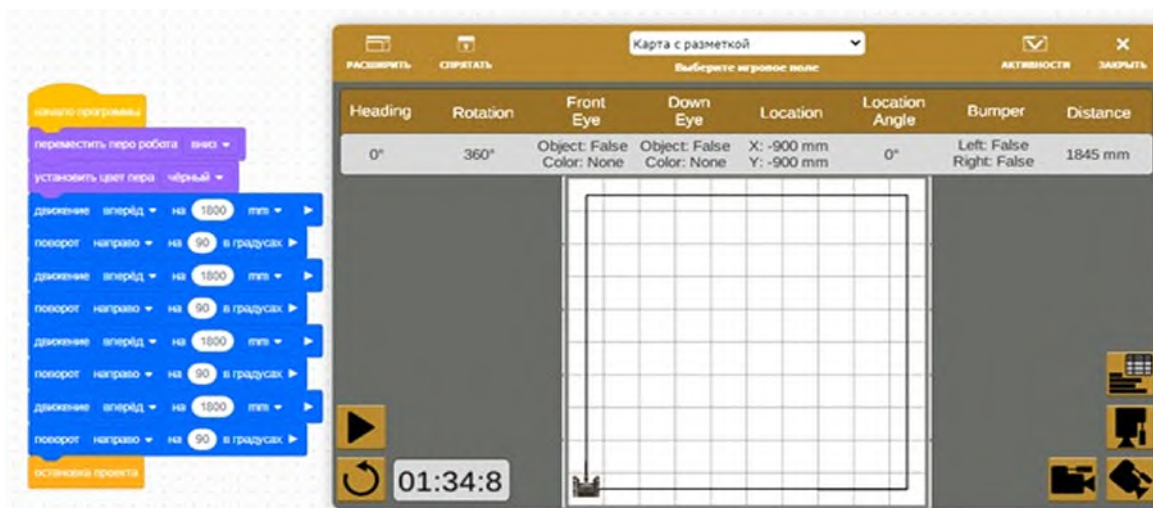 начало программы
переместить перо робота вниз
установить цвет пера чёрный
движение вперёд на 1800 mm
поворот направо на 90 в градусах
движение вперёд на 1800 mm
поворот направо на 90 в градусах
движение вперёд на 1800 mm
поворот направо на 90 в градусах
движение вперёд на 1800 mm
поворот направо на 90 в градусах
остановка проекта
РАСШИРИТЬ
СПРЯТАТЬ
Карта с разметкой
Выберите игровое поле
АКТИВНОСТИ
ЗАКРЫТЬ
Heading Rotation Front Eye Down Eye Location Location Angle Bumper Distance
0° 360° Object: False Color: None Object: False Color: None X: -900 mm Y: -900 mm 0° Left: False Right: False 1845 mm
01:34:8